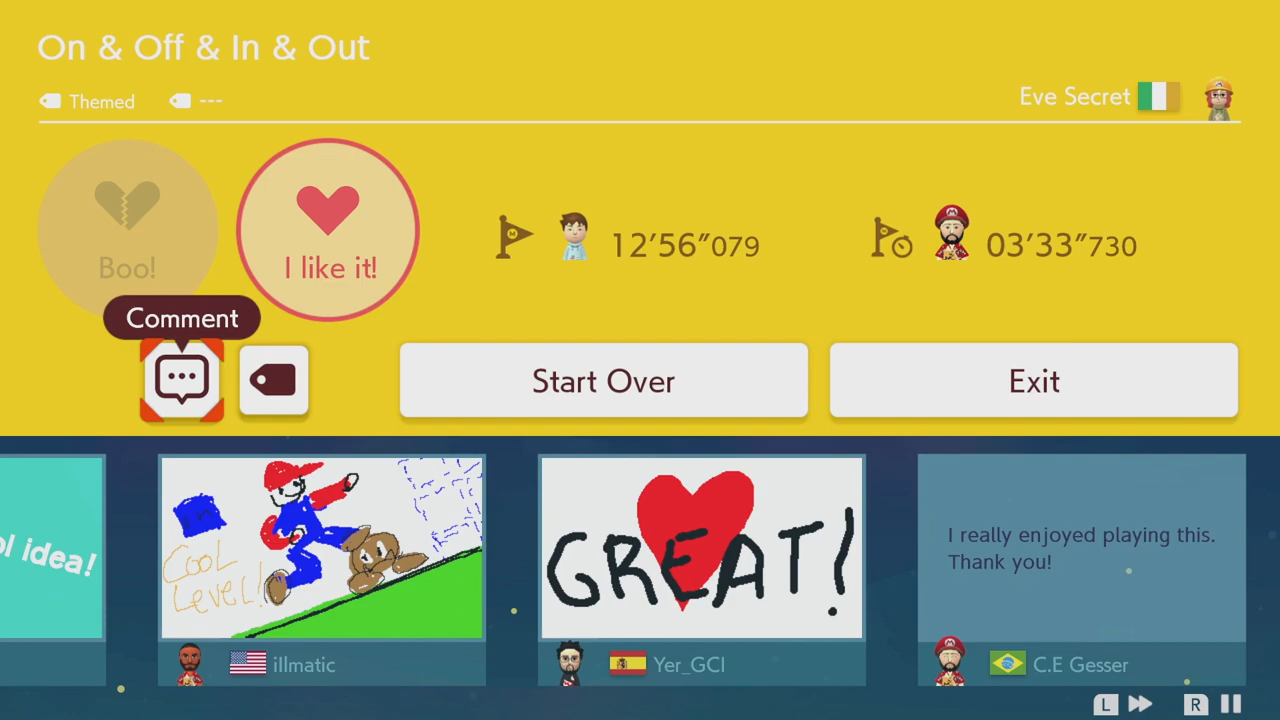 On & Off & In & Out
Themed
---
Eve Secret
Boo!
I like it!
12'56"079
03'33"730
Comment
Start Over
Exit
ol idea!
COOL
LEVEL!
GREAT!
I really enjoyed playing this.
Thank you!
illmatic
Yer_GCI
C.E Gesser
L
R